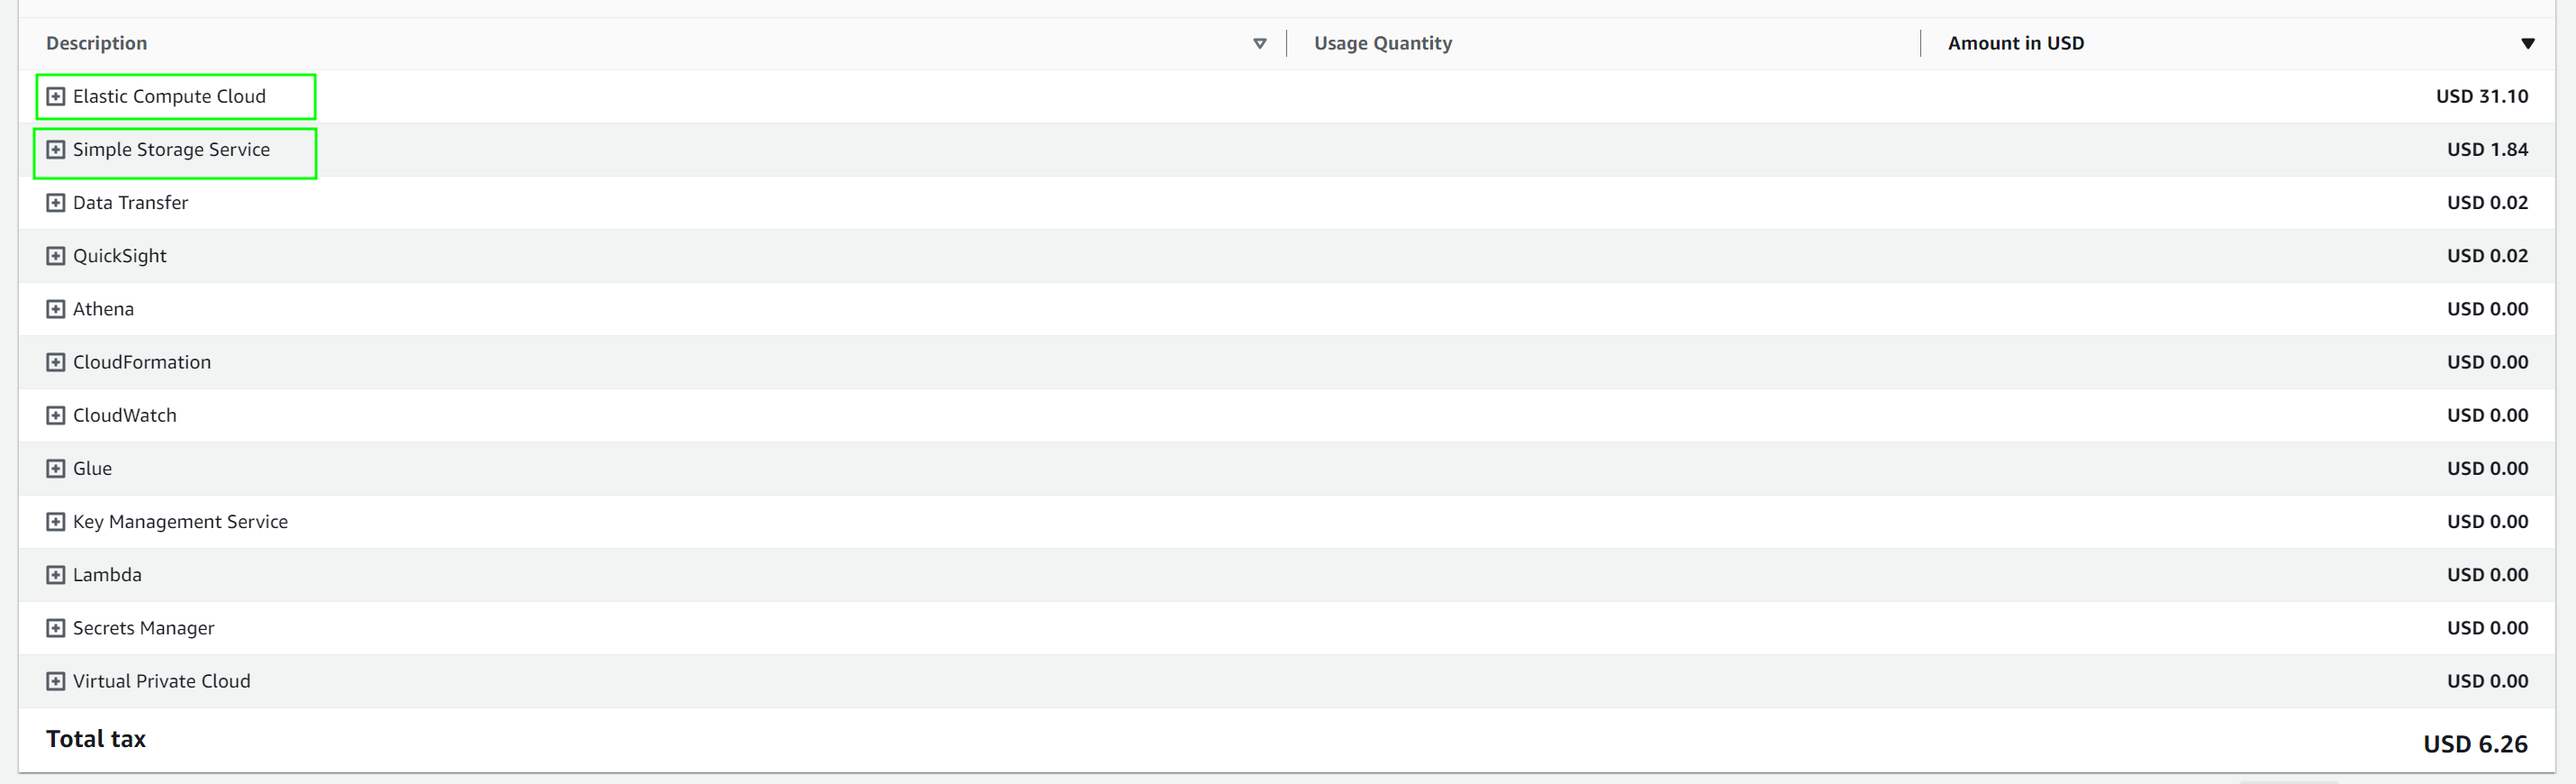 Description Usage Quantity Amount in USD
Elastic Compute Cloud USD 31.10
Simple Storage Service USD 1.84
Data Transfer USD 0.02
QuickSight USD 0.02
Athena USD 0.00
CloudFormation USD 0.00
CloudWatch USD 0.00
Glue USD 0.00
Key Management Service USD 0.00
Lambda USD 0.00
Secrets Manager USD 0.00
Virtual Private Cloud USD 0.00
Total tax USD 6.26